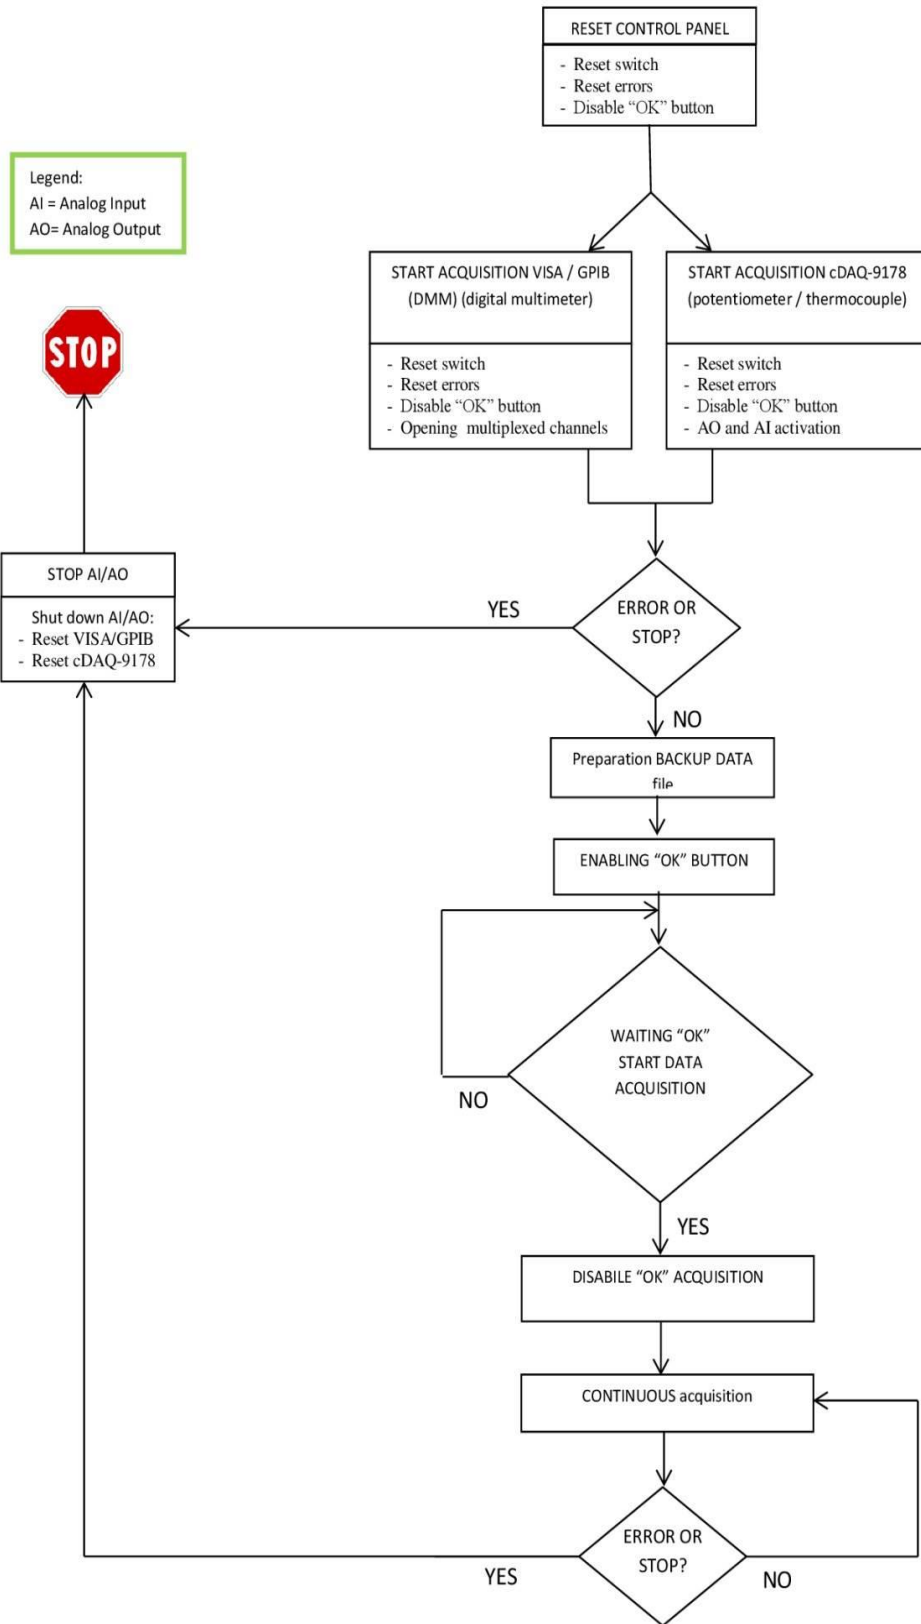 RESET CONTROL PANEL
- Reset switch
- Reset errors
- Disable “OK” button
Legend:
AI = Analog Input
AO= Analog Output
START ACQUISITION VISA / GPIB
(DMM) (digital multimeter)
- Reset switch
- Reset errors
- Disable “OK” button
- Opening multiplexed channels
START ACQUISITION cDAQ-9178
(potentiometer / thermocouple)
- Reset switch
- Reset errors
- Disable “OK” button
- AO and AI activation
STOP
STOP AI/AO
Shut down AI/AO:
- Reset VISA/GPIB
- Reset cDAQ-9178
YES
ERROR OR
STOP?
NO
Preparation BACKUP DATA
file
ENABLING “OK” BUTTON
WAITING “OK”
START DATA
ACQUISITION
NO
YES
DISABILE “OK” ACQUISITION
CONTINUOUS acquisition
ERROR OR
STOP?
YES
NO